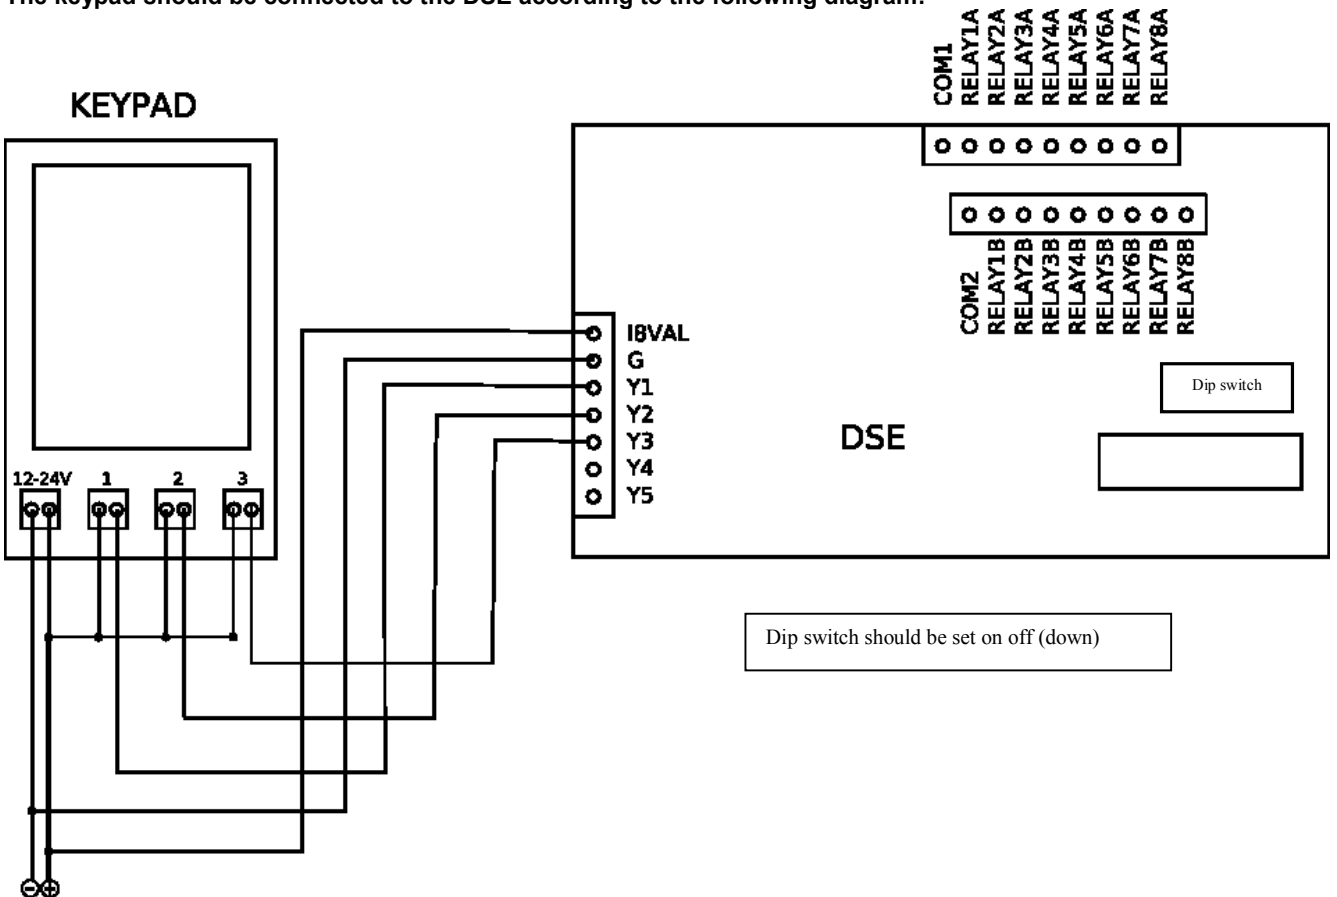 The keypad should be connected to the DSE according to the following diagram:
COM1
RELAY1A
RELAY2A
RELAY3A
RELAY4A
RELAY5A
RELAY6A
RELAY7A
RELAY8A
KEYPAD
COM2
RELAY1B
RELAY2B
RELAY3B
RELAY4B
RELAY5B
RELAY6B
RELAY7B
RELAY8B
I8VAL
G
Y1
Y2
Y3
Y4
Y5
DSE
Dip switch
12-24V 1 2 3
Dip switch should be set on off (down)
- +